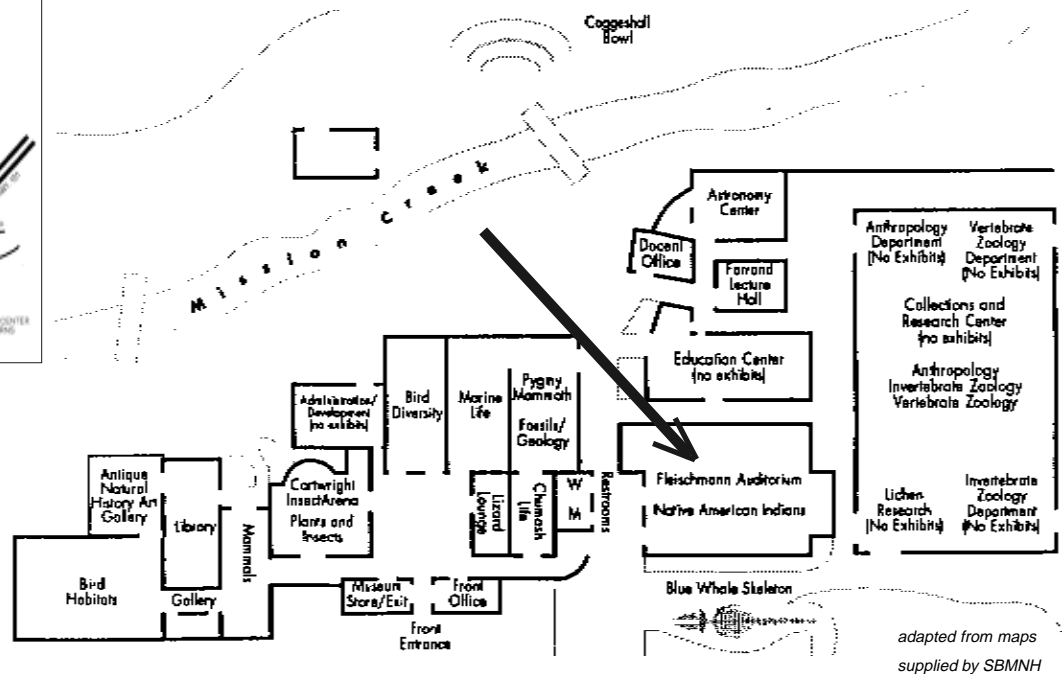 Coggeshall
Bowl
Mission Creek
Astronomy
Center
Docent
Office
Farrand
Lecture
Hall
Anthropology
Department
(No Exhibits)
Vertebrate
Zoology
Department
(No Exhibits)
Collections and
Research Center
(no exhibits)
Anthropology
Invertebrate Zoology
Vertebrate Zoology
Education Center
(no exhibits)
CENTER
Administration/
Development
(no exhibits)
Bird
Diversity
Marine
Life
Pygmy
Mammoth
Fossils/
Geology
Fleischmann Auditorium
Native American Indians
Antique
Natural
History Art
Gallery
Library
Mammals
Cartwright
Insect Arena
Plants and
Insects
Lizard
Lounge
Chumash
Life
W
M
Restrooms
Lichen
Research
(No Exhibits)
Invertebrate
Zoology
Department
(No Exhibits)
Bird
Habitats
Gallery
Museum
Store/Exit
Front
Office
Front
Entrance
Blue Whale Skeleton
adapted from maps
supplied by SBMNH